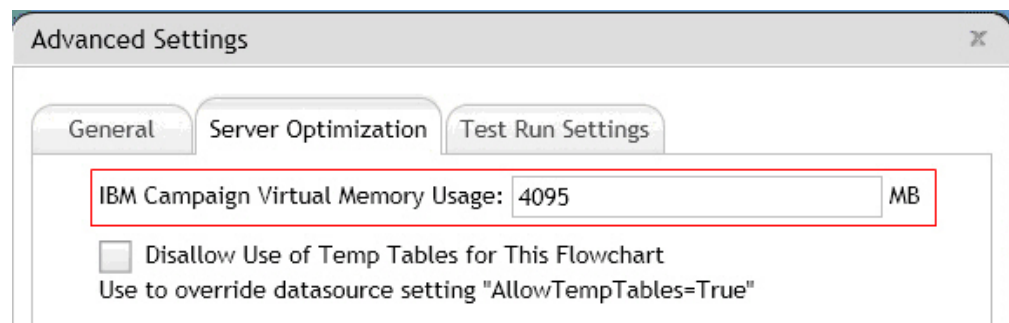 Advanced Settings
General Server Optimization Test Run Settings
IBM Campaign Virtual Memory Usage: 4095 MB
Disallow Use of Temp Tables for This Flowchart
Use to override datasource setting "AllowTempTables=True"